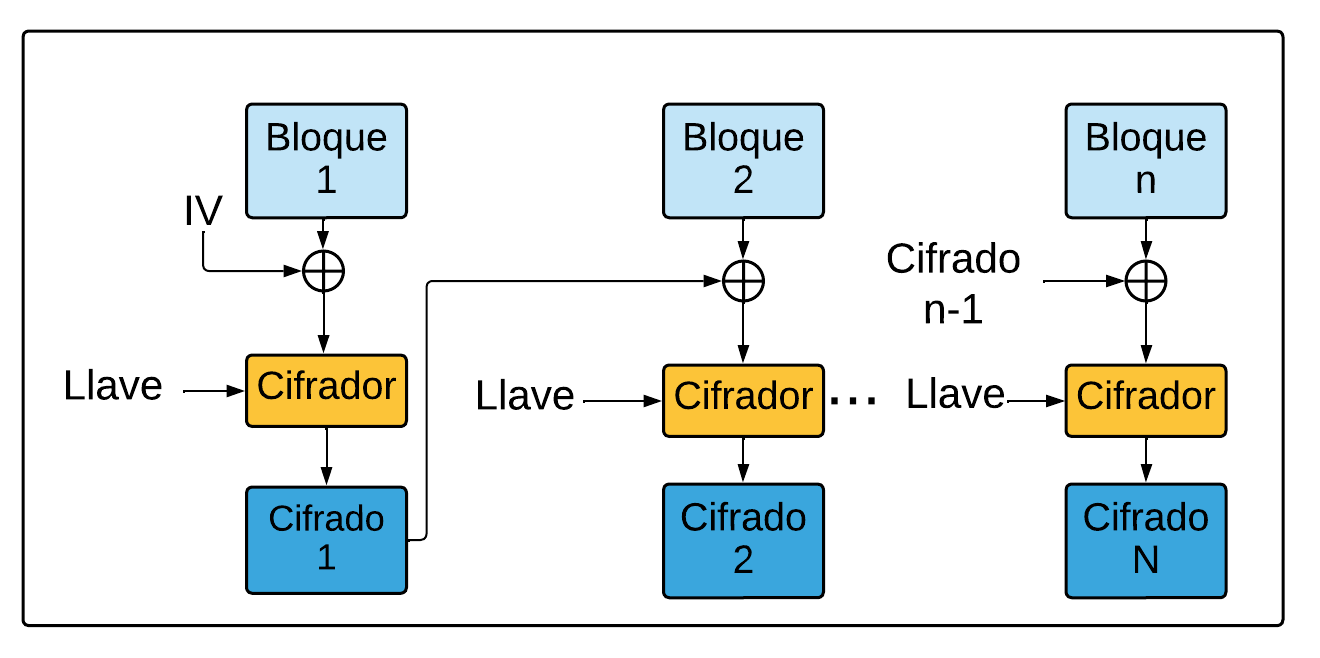 Bloque
1
Bloque
2
Bloque
n
IV
Cifrado
n-1
Llave
Cifrador
Llave
Cifrador
...
Llave
Cifrador
Cifrado
1
Cifrado
2
Cifrado
N